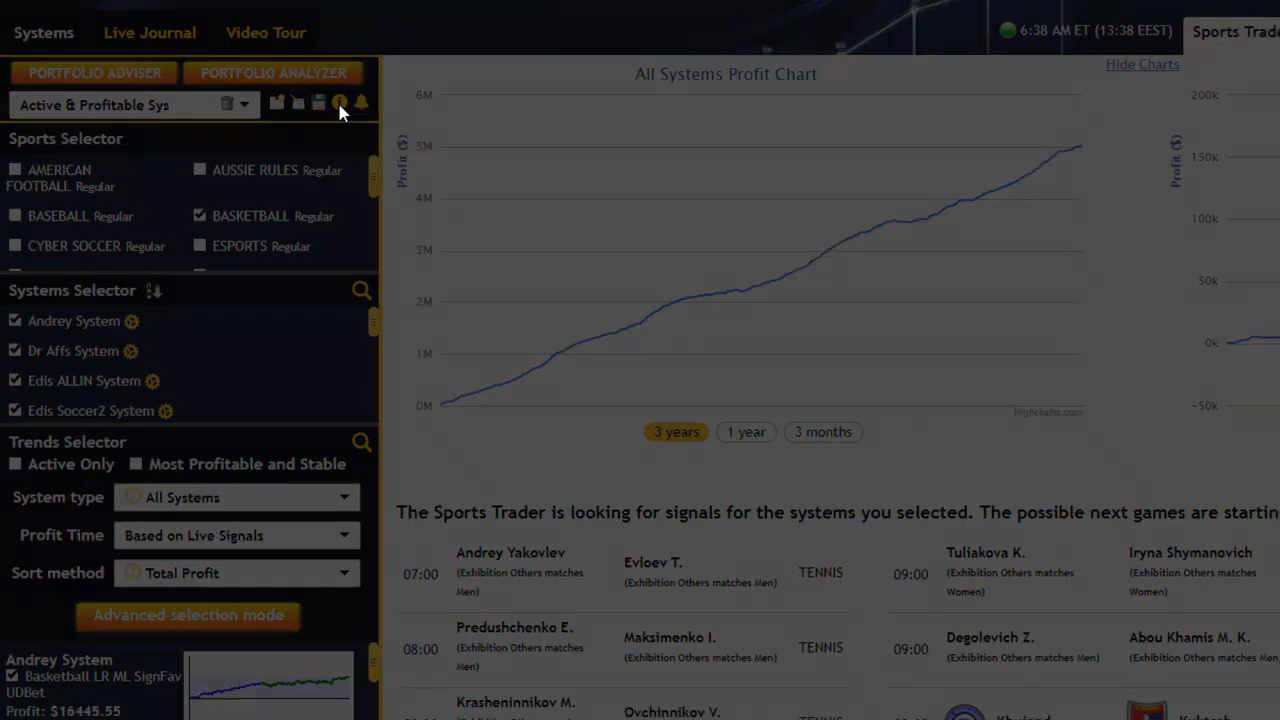 Systems
Live Journal
Video Tour
6:38 AM ET (13:38 EEST)
PORTFOLIO ADVISER
PORTFOLIO ANALYZER
Active & Profitable Sys
Sports Selector
AMERICAN
FOOTBALL Regular
AUSSIE RULES Regular
BASEBALL Regular
BASKETBALL Regular
CYBER SOCCER Regular
ESPORTS Regular
Systems Selector
Andrey System
Dr Affs System
Edis ALLIN System
Edis Soccer2 System
Trends Selector
Active Only
Most Profitable and Stable
System type
All Systems
Profit Time
Based on Live Signals
Sort method
Total Profit
Advanced selection mode
Andrey System
Basketball LR ML SignFav
UDBet
Profit: $16445.55
All Systems Profit Chart
Hide Charts
Profit ($)
6M
5M
4M
3M
2M
1M
0M
Highcharts.com
3 years
1 year
3 months
Profit ($)
200k
150k
100k
50k
0k
−50k
The Sports Trader is looking for signals for the systems you selected. The possible next games are
07:00
Andrey Yakovlev
(Exhibition Others matches
Men)
Evloev T.
(Exhibition Others matches Men)
TENNIS
09:00
Tuliakova K.
(Exhibition Others matches
Women)
Iryna Shymanovich
(Exhibition Others matches
Women)
08:00
Predushchenko E.
(Exhibition Others matches
Men)
Maksimenko I.
(Exhibition Others matches Men)
TENNIS
09:00
Degolevich Z.
(Exhibition Others matches Men)
Abou Khamis M. K.
(Exhibition Others matches Men
Krasheninnikov M.
Ovchinnikov V.
Sports